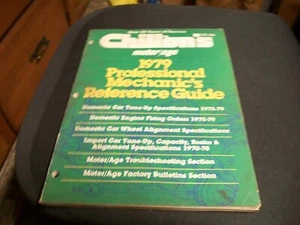 Chilton's
motor/age
1979
Professional
Mechanic's
Reference Guide
Domestic Car Tune-Up Specifications 1975-79
Domestic Engine Firing Orders 1975-79
Domestic Car Wheel Alignment Specifications
Import Car Tune-Up, Capacity, Brake &
Alignment Specifications 1970-78
Motor/Age Troubleshooting Section
Motor/Age Factory Bulletins Section